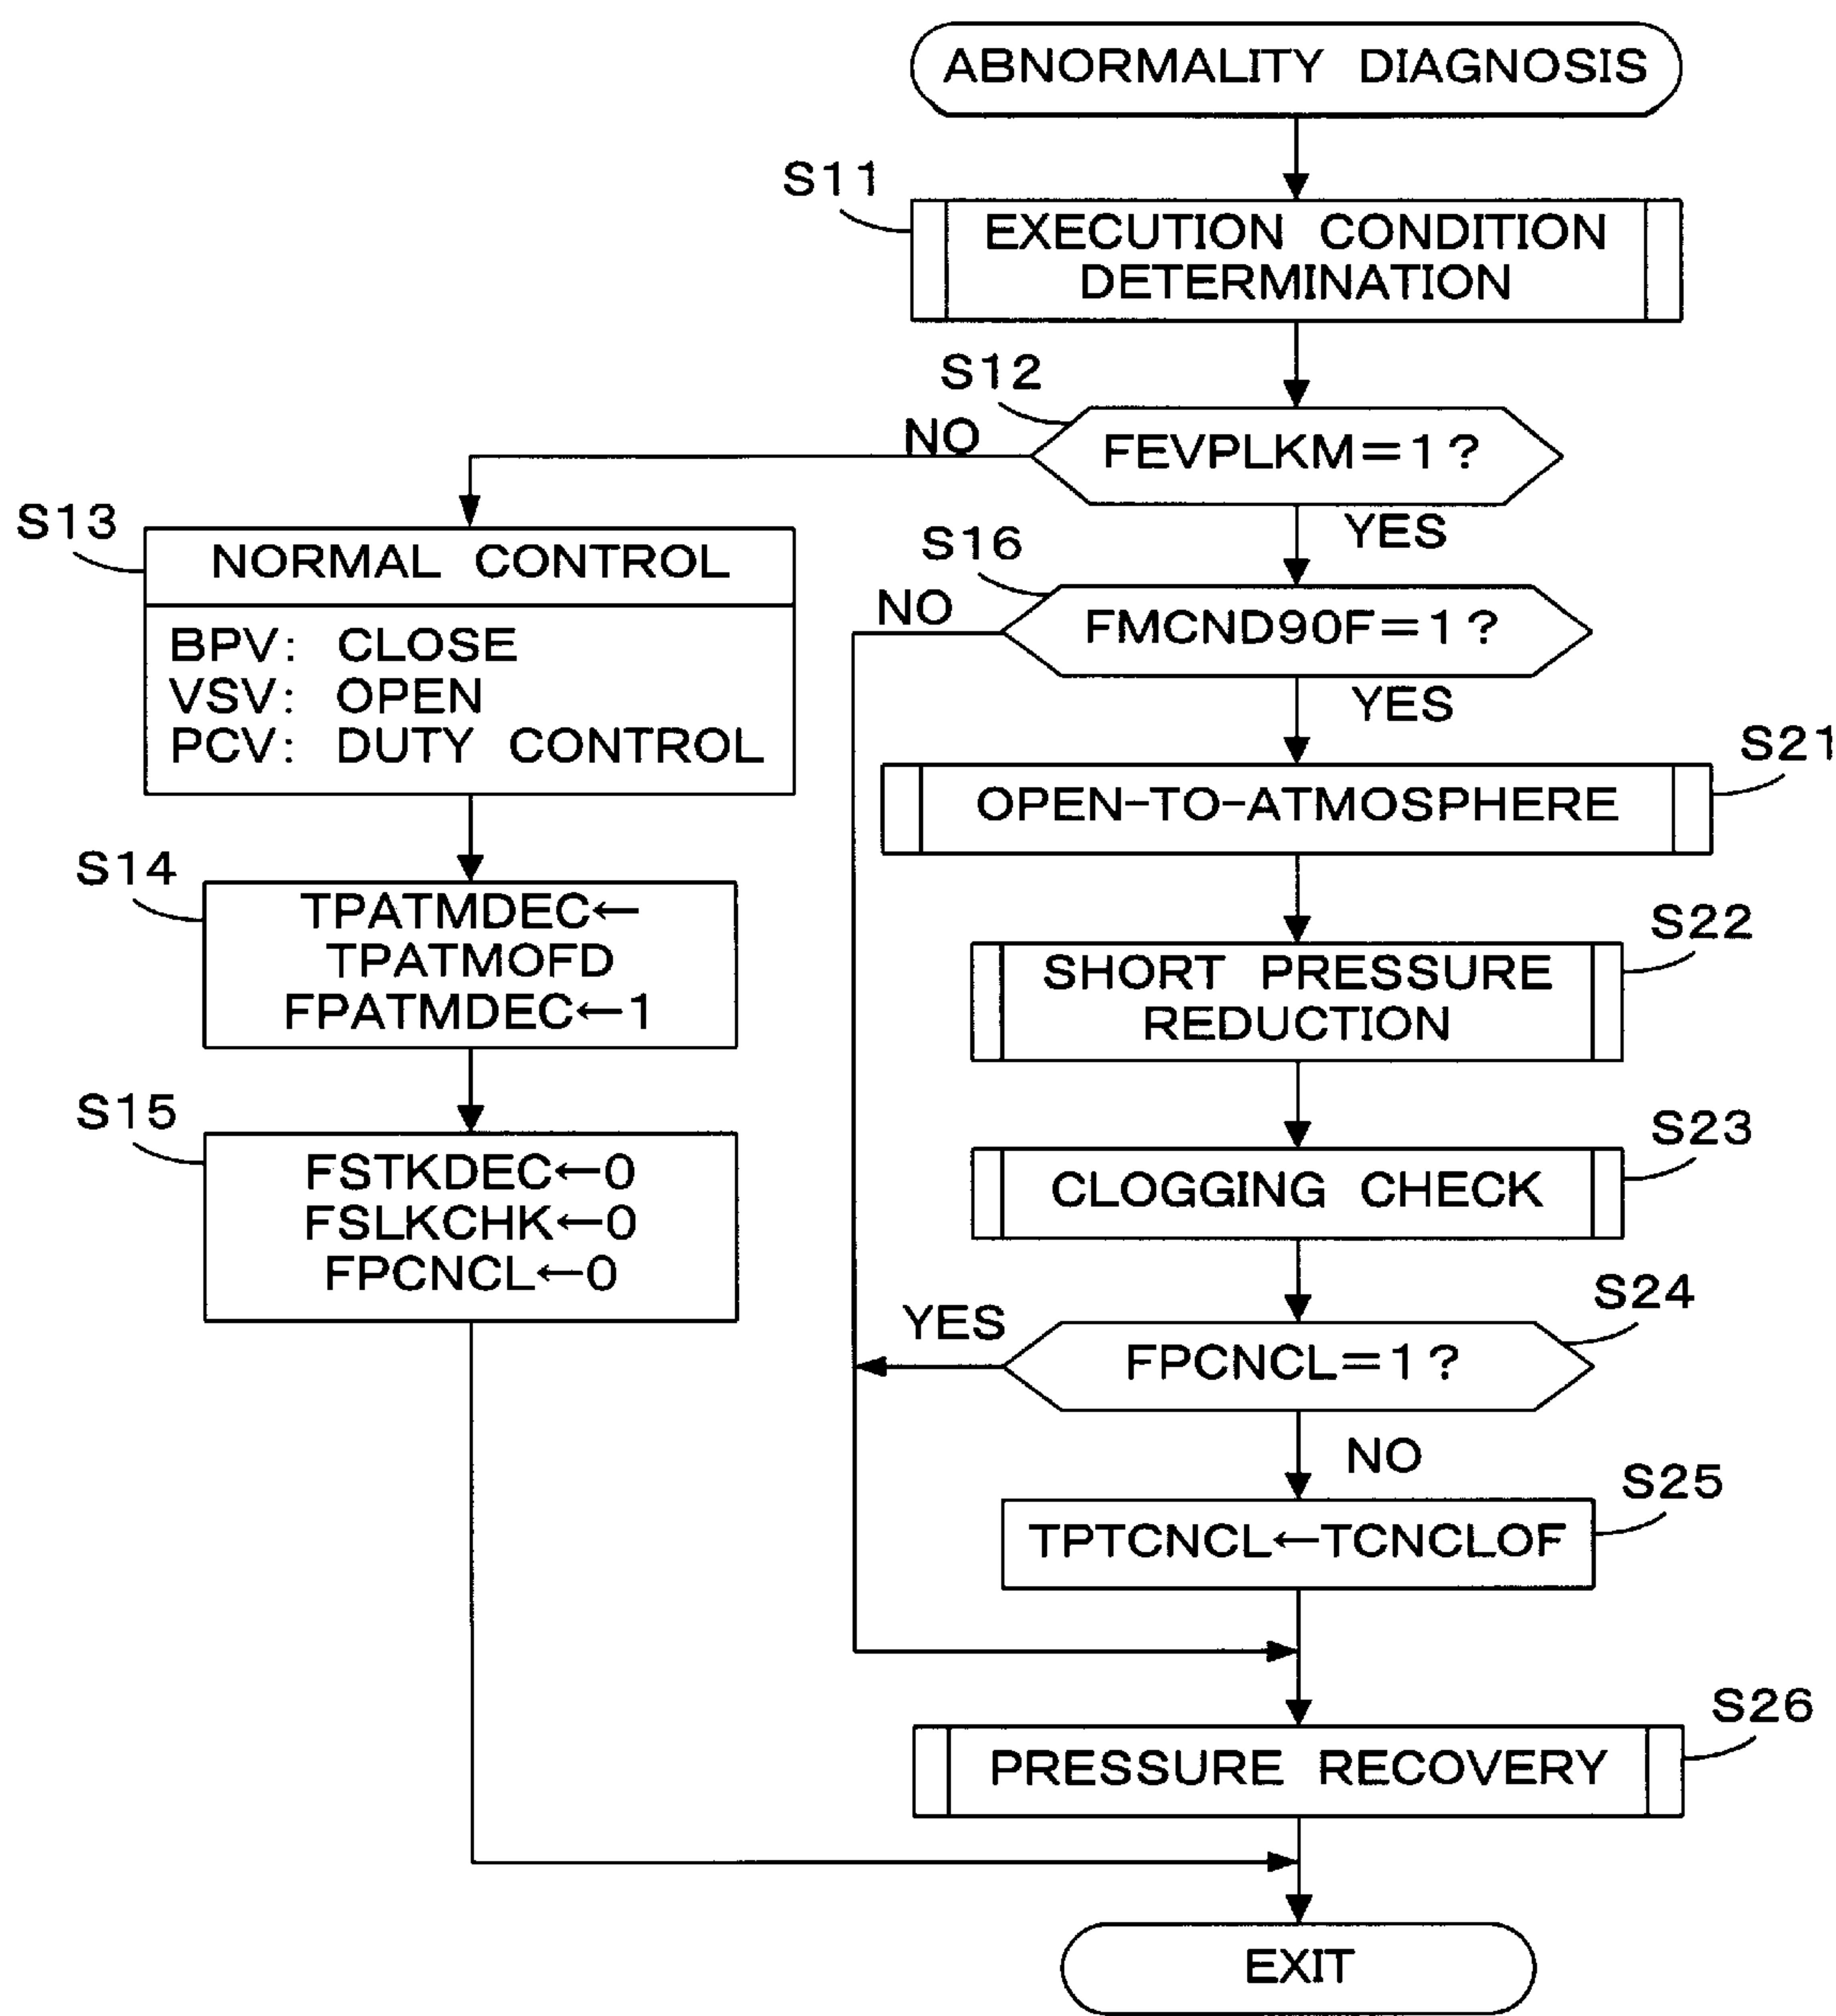 ABNORMALITY DIAGNOSIS
S11
EXECUTION CONDITION
DETERMINATION
S12
FEVPLKM=1?
NO
YES
S13
NORMAL CONTROL
BPV: CLOSE
VSV: OPEN
PCV: DUTY CONTROL
S14
TPATMDEC←
TPATMOFD
FPATMDEC←1
S15
FSTKDEC←0
FSLKCHK←0
FPCNCL←0
S16
FMCND90F=1?
NO
YES
S21
OPEN-TO-ATMOSPHERE
S22
SHORT PRESSURE
REDUCTION
S23
CLOGGING CHECK
S24
FPCNCL=1?
YES
NO
S25
TPTCNCL←TCNCLOF
S26
PRESSURE RECOVERY
EXIT